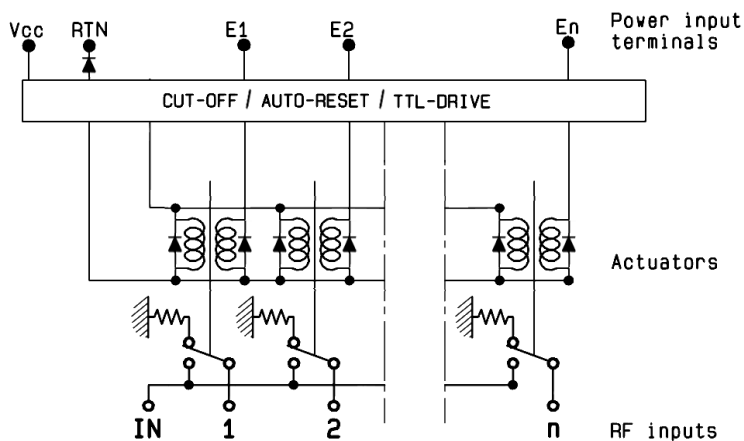 Vcc RTN E1 E2 En Power input
terminals
CUT-OFF / AUTO-RESET / TTL-DRIVE
Actuators
IN 1 2 n RF inputs